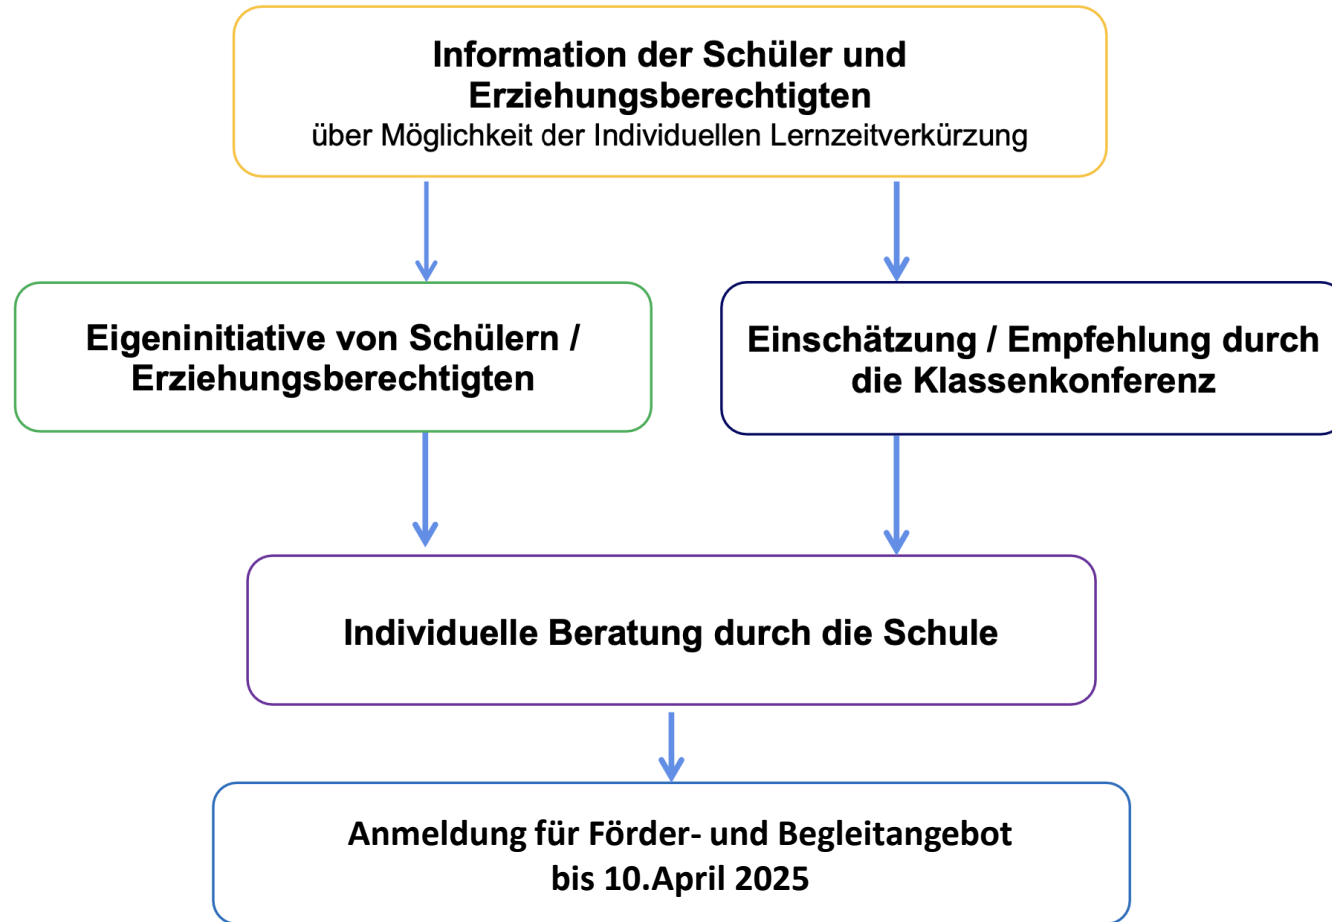 Information der Schüler und
Erziehungsberechtigten
über Möglichkeit der Individuellen Lernzeitverkürzung
Eigeninitiative von Schülern /
Erziehungsberechtigten
Einschätzung / Empfehlung durch
die Klassenkonferenz
Individuelle Beratung durch die Schule
Anmeldung für Förder- und Begleitangebot
bis 10.April 2025